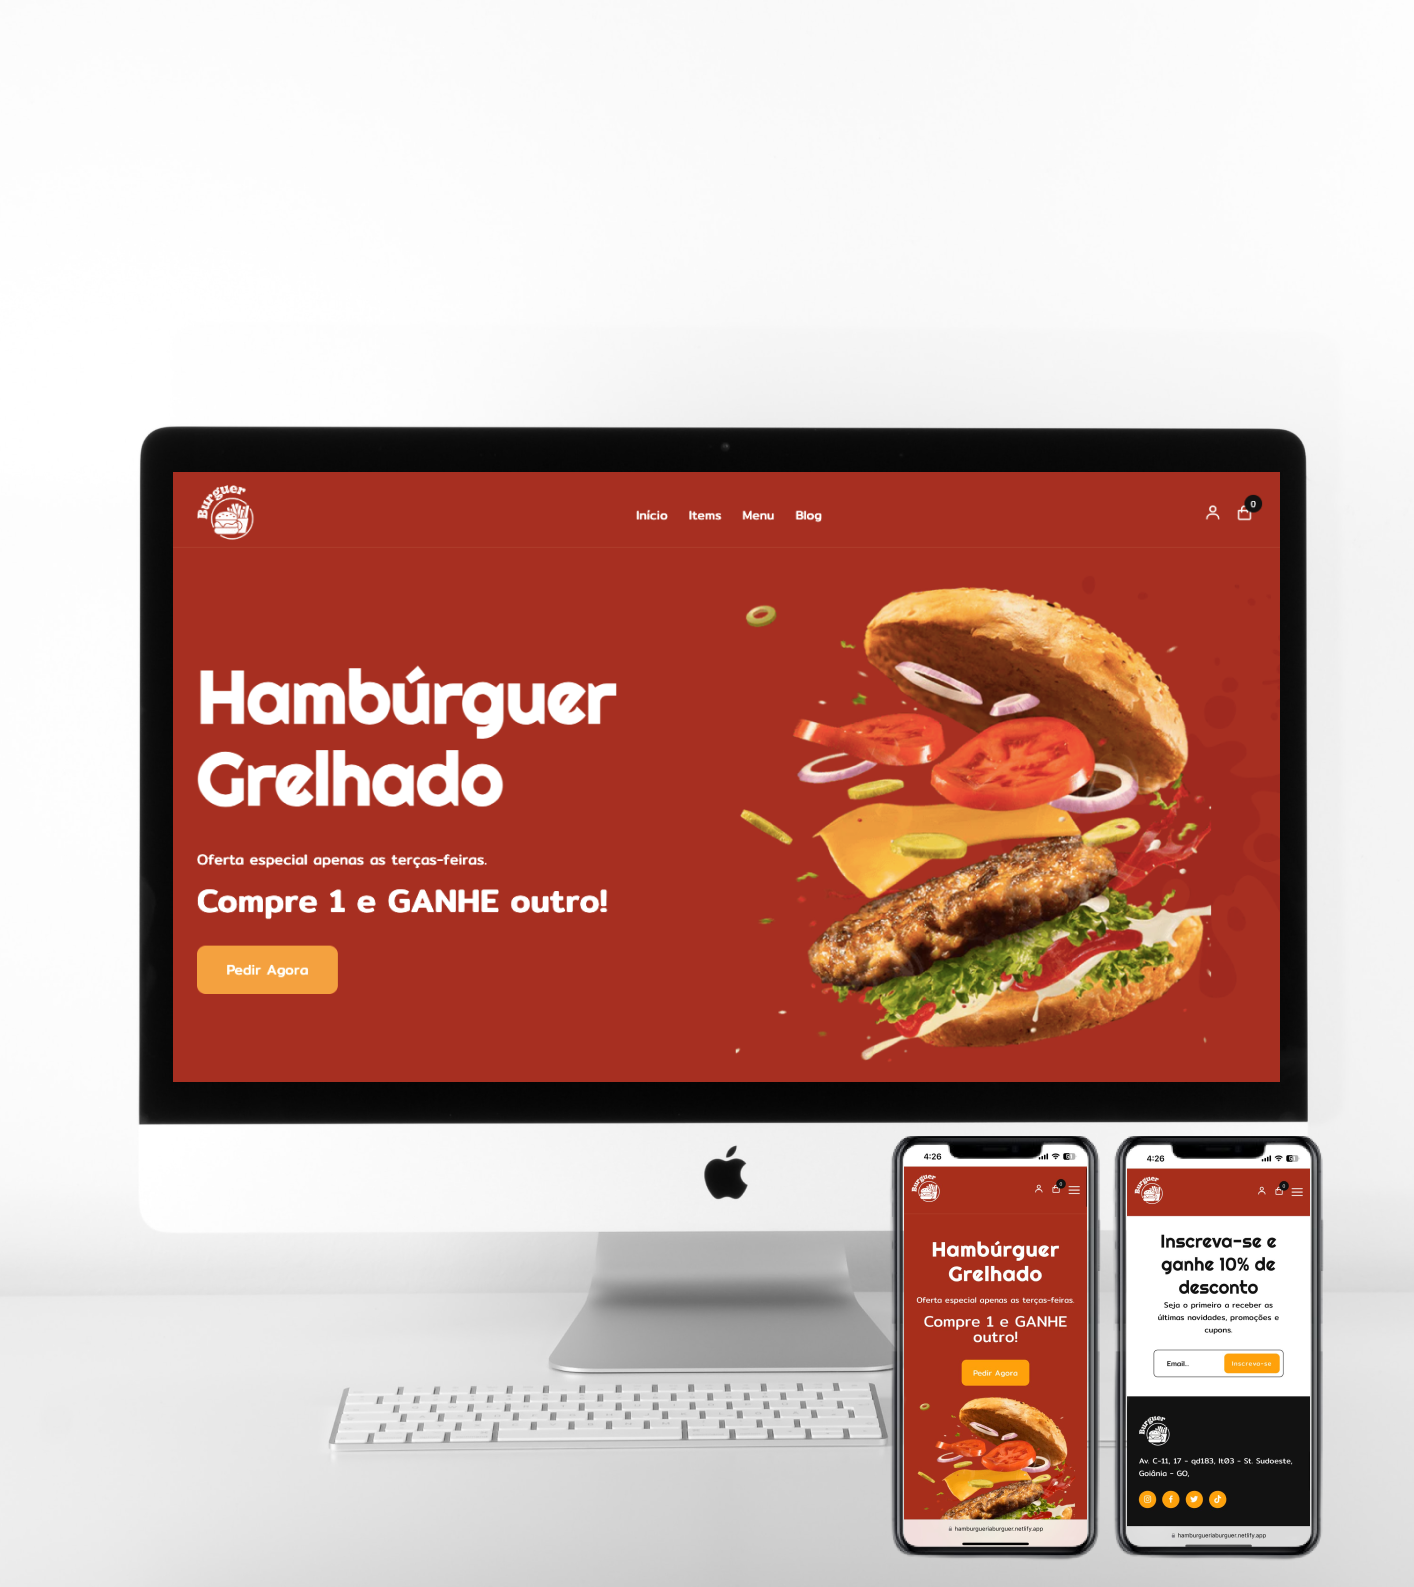 Burguer
Início Items Menu Blog
0
Hambúrguer
Grelhado
Oferta especial apenas as terças-feiras.
Compre 1 e GANHE outro!
Pedir Agora
4:26
Burguer
0
Hambúrguer
Grelhado
Oferta especial apenas as terças-feiras.
Compre 1 e GANHE
outro!
Pedir Agora
hamburgueriaburguer.netlify.app
4:26
Burguer
0
Inscreva-se e
ganhe 10% de
desconto
Seja o primeiro a receber as
últimas novidades, promoções e
cupons.
Email..
Inscreva-se
Burguer
Av. C-11, 17 - qd183, lt03 - St. Sudoeste,
Goiânia - GO,
hamburgueriaburguer.netlify.app